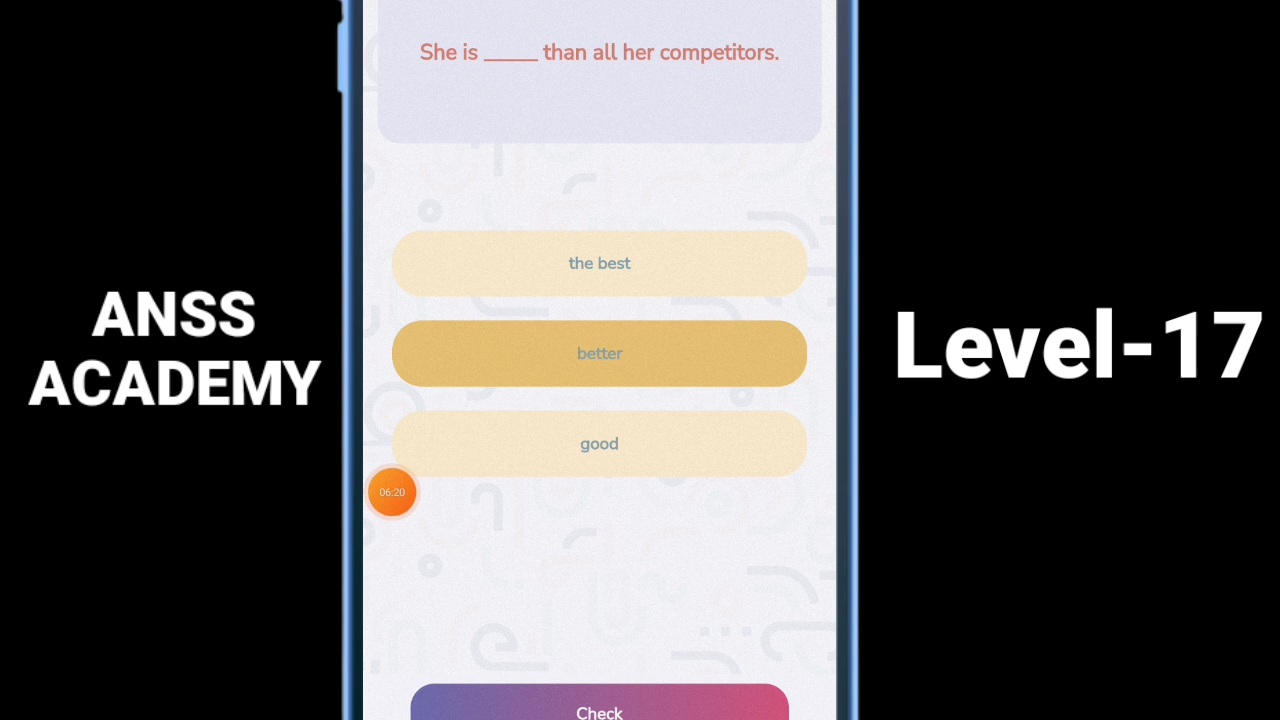 She is _____ than all her competitors.
the best
better
good
06:20
Check
ANSS
ACADEMY
Level-17